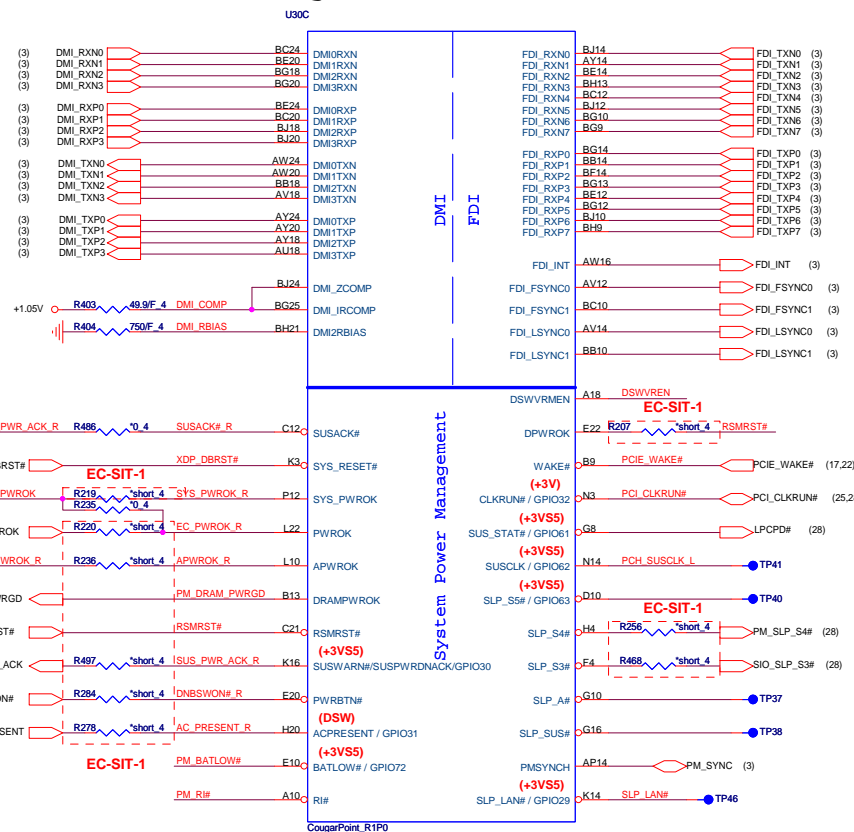 U30C
(3) DMI_RXN0 BC24 DMI0RXN FDI_RXN0 BJ14 FDI_TXN0 (3)
(3) DMI_RXN1 BE20 DMI1RXN FDI_RXN1 AY14 FDI_TXN1 (3)
(3) DMI_RXN2 BG18 DMI2RXN FDI_RXN2 BE14 FDI_TXN2 (3)
(3) DMI_RXN3 BG20 DMI3RXN FDI_RXN3 BH13 FDI_TXN3 (3)
FDI_RXN4 BC12 FDI_TXN4 (3)
(3) DMI_RXP0 BE24 DMI0RXP FDI_RXN5 BJ12 FDI_TXN5 (3)
(3) DMI_RXP1 BC20 DMI1RXP FDI_RXN6 BG10 FDI_TXN6 (3)
(3) DMI_RXP2 BJ18 DMI2RXP FDI_RXN7 BG9 FDI_TXN7 (3)
(3) DMI_RXP3 BJ20 DMI3RXP
FDI_RXP0 BG14 FDI_TXP0 (3)
(3) DMI_TXN0 AW24 DMI0TXN FDI_RXP1 BB14 FDI_TXP1 (3)
(3) DMI_TXN1 AW20 DMI1TXN FDI_RXP2 BF14 FDI_TXP2 (3)
(3) DMI_TXN2 BB18 DMI2TXN FDI_RXP3 BG13 FDI_TXP3 (3)
(3) DMI_TXN3 AV18 DMI3TXN FDI_RXP4 BE12 FDI_TXP4 (3)
FDI_RXP5 BG12 FDI_TXP5 (3)
(3) DMI_TXP0 AY24 DMI0TXP FDI_RXP6 BJ10 FDI_TXP6 (3)
(3) DMI_TXP1 AY20 DMI1TXP FDI_RXP7 BH9 FDI_TXP7 (3)
(3) DMI_TXP2 AY18 DMI2TXP
(3) DMI_TXP3 AU18 DMI3TXP
DMI
FDI
FDI_INT AW16 FDI_INT (3)
BJ24 DMI_ZCOMP FDI_FSYNC0 AV12 FDI_FSYNC0 (3)
+1.05V R403 49.9/F_4 DMI_COMP BG25 DMI_IRCOMP FDI_FSYNC1 BC10 FDI_FSYNC1 (3)
R404 750/F_4 DMI_RBIAS BH21 DMI2RBIAS FDI_LSYNC0 AV14 FDI_LSYNC0 (3)
FDI_LSYNC1 BB10 FDI_LSYNC1 (3)
System Power Management
DSWVRMEN A18 DSWVREN
EC-SIT-1
PWR_ACK_R R486 *0_4 SUSACK#_R C12 SUSACK# DPWROK E22 R207 *short_4 RSMRST#
BRST# XDP_DBRST# K3 SYS_RESET# WAKE# B9 PCIE_WAKE# PCIE_WAKE# (17,22)
EC-SIT-1
(+3V)
PWROK R219 *short_4 SYS_PWROK_R P12 SYS_PWROK CLKRUN# / GPIO32 N3 PCI_CLKRUN# PCI_CLKRUN# (25,2
R235 *0_4
(+3VS5)
ROK R220 *short_4 EC_PWROK_R L22 PWROK SUS_STAT# / GPIO61 G8 LPCPD# (28)
(+3VS5)
WROK_R R236 *short_4 APWROK_R L10 APWROK SUSCLK / GPIO62 N14 PCH_SUSCLK_L TP41
(+3VS5)
WRGD PM_DRAM_PWRGD B13 DRAMPWROK SLP_S5# / GPIO63 D10 TP40
EC-SIT-1
ST# RSMRST# C21 RSMRST# SLP_S4# H4 R256 *short_4 PM_SLP_S4# (28)
(+3VS5)
_ACK R497 *short_4 SUS_PWR_ACK_R K16 SUSWARN#/SUSPWRDNACK/GPIO30 SLP_S3# F4 R468 *short_4 SIO_SLP_S3# (28)
ON# R284 *short_4 DNBSWON#_R E20 PWRBTN# SLP_A# G10 TP37
(DSW)
SENT R278 *short_4 AC_PRESENT_R H20 ACPRESENT / GPIO31 SLP_SUS# G16 TP38
(+3VS5)
EC-SIT-1 PM_BATLOW# E10 BATLOW# / GPIO72 PMSYNCH AP14 PM_SYNC (3)
(+3VS5)
PM_RI# A10 RI# SLP_LAN# / GPIO29 K14 SLP_LAN# TP46
CougarPoint_R1P0